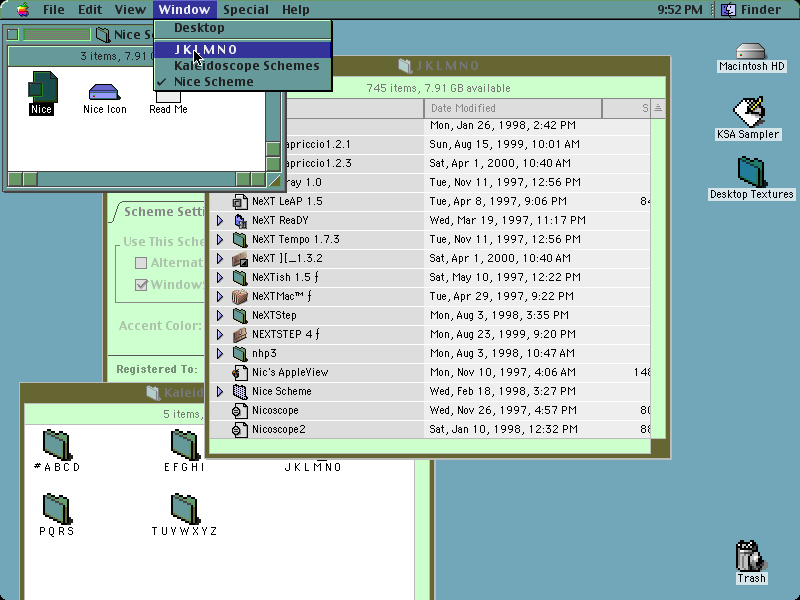 File Edit View Window Special Help 9:52 PM Finder
Desktop
JKLMNO
Kaleidoscope Schemes
✓ Nice Scheme
Nice S
3 items, 7.91 G
Nice
Nice Icon
Read Me
JKLMNO
745 items, 7.91 GB available
Date Modified S
Mon, Jan 26, 1998, 2:42 PM
apriccio1.2.1 Sun, Aug 15, 1999, 10:01 AM
apriccio1.2.3 Sat, Apr 1, 2000, 10:40 AM
ray 1.0 Tue, Nov 11, 1997, 12:56 PM
NeXT LeAP 1.5 Tue, Apr 8, 1997, 9:06 PM 84
NeXT ReaDY Wed, Mar 19, 1997, 11:17 PM
NeXT Tempo 1.7.3 Tue, Nov 11, 1997, 12:56 PM
NeXT ][_1.3.2 Sat, Apr 1, 2000, 10:40 AM
NeXTish 1.5 ƒ Sat, May 10, 1997, 12:22 PM
NeXTMac™ ƒ Tue, Apr 29, 1997, 9:22 PM
NeXTStep Mon, Aug 3, 1998, 3:35 PM
NEXTSTEP 4 ƒ Mon, Aug 23, 1999, 9:20 PM
nhp3 Mon, Aug 3, 1998, 10:47 AM
Nic's AppleView Mon, Nov 10, 1997, 4:06 AM 148
Nice Scheme Wed, Feb 18, 1998, 3:27 PM
Nicoscope Wed, Nov 26, 1997, 4:57 PM 80
Nicoscope2 Sat, Jan 10, 1998, 12:32 PM 88
Scheme Setti
Use This Sche
Alternat
Window
Accent Color:
Registered To:
Kaleid
5 items,
#ABCD
EFGHI
JKLMNO
PQRS
TUVWXYZ
Macintosh HD
KSA Sampler
Desktop Textures
Trash